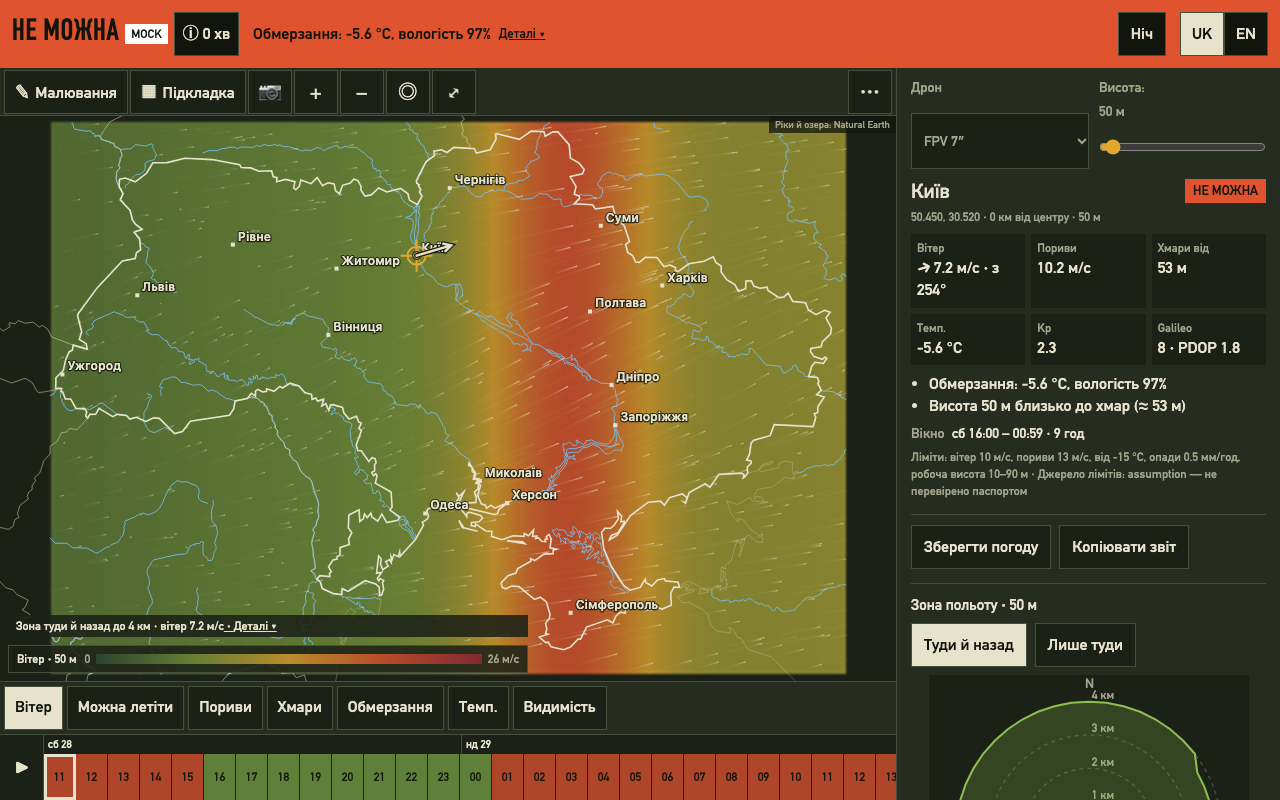 НЕ МОЖНА МОСК ⓘ 0 хв Обмерзання: -5.6 °C, вологість 97% Деталі ▾ Ніч UK EN
✎ Малювання ▦ Підкладка + − ◎ ⤢ •••
Ріки й озера: Natural Earth
Чернігів
Суми
Рівне
Житомир
Харків
Львів
Полтава
Вінниця
Ужгород
Дніпро
Запоріжжя
Миколаїв
Херсон
Одеса
Сімферополь
Зона туди й назад до 4 км · вітер 7.2 м/с · Деталі ▾
Вітер · 50 м 0 26 м/с
Вітер Можна летіти Пориви Хмари Обмерзання Темп. Видимість
сб 28 нд 29
▶ 11 12 13 14 15 16 17 18 19 20 21 22 23 00 01 02 03 04 05 06 07 08 09 10 11 12 13
Дрон Висота:
50 м
FPV 7″
Київ НЕ МОЖНА
50.450, 30.520 · 0 км від центру · 50 м
Вітер Пориви Хмари від
➔ 7.2 м/с · з 254° 10.2 м/с 53 м
Темп. Kp Galileo
-5.6 °C 2.3 8 · PDOP 1.8
• Обмерзання: -5.6 °C, вологість 97%
• Висота 50 м близько до хмар (≈ 53 м)
Вікно сб 16:00 – 00:59 · 9 год
Ліміти: вітер 10 м/с, пориви 13 м/с, від -15 °C, опади 0.5 мм/год,
робоча висота 10–90 м · Джерело лімітів: assumption — не
перевірено паспортом
Зберегти погоду Копіювати звіт
Зона польоту · 50 м
Туди й назад Лише туди
N
4 км
3 км
2 км
1 км